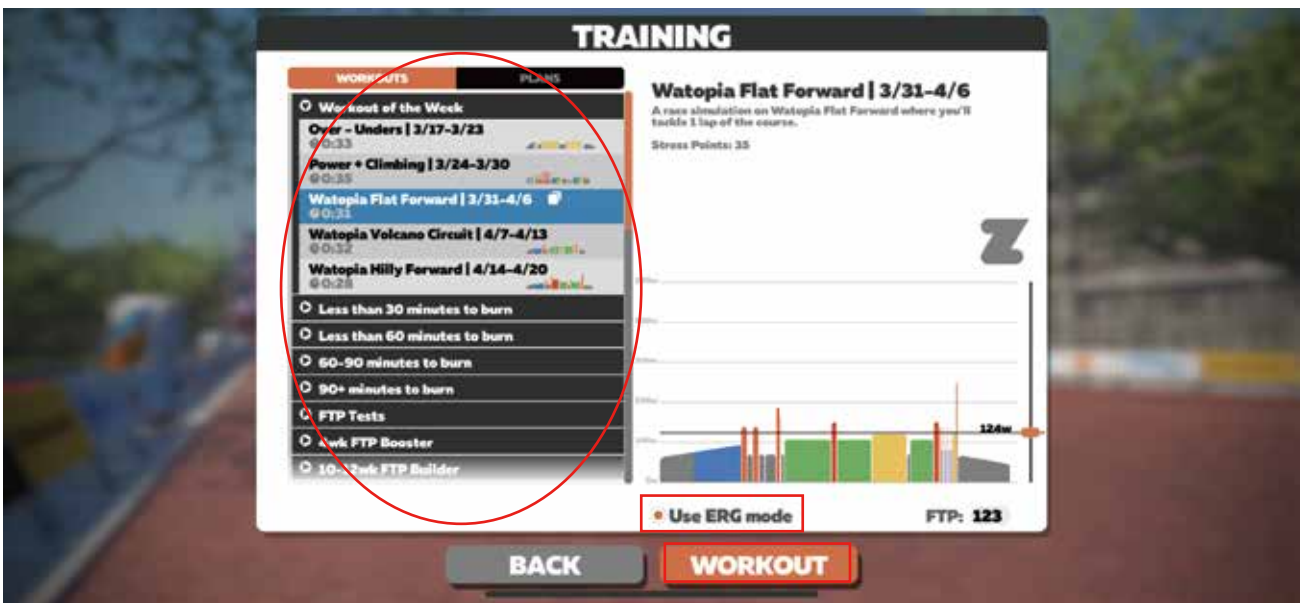 TRAINING
WORKOUTS
PLANS
Workout of the Week
Over - Unders | 3/17-3/23
0:33
Power + Climbing | 3/24-3/30
0:35
Watopia Flat Forward | 3/31-4/6
0:31
Watopia Volcano Circuit | 4/7-4/13
0:32
Watopia Hilly Forward | 4/14-4/20
0:28
Less than 30 minutes to burn
Less than 60 minutes to burn
60-90 minutes to burn
90+ minutes to burn
FTP Tests
FTP Booster
FTP Builder
Watopia Flat Forward | 3/31-4/6
A race simulation on Watopia Flat Forward where you'll
tackle 1 lap of the course.
Stress Points: 35
124w
Use ERG mode
FTP: 123
BACK
WORKOUT